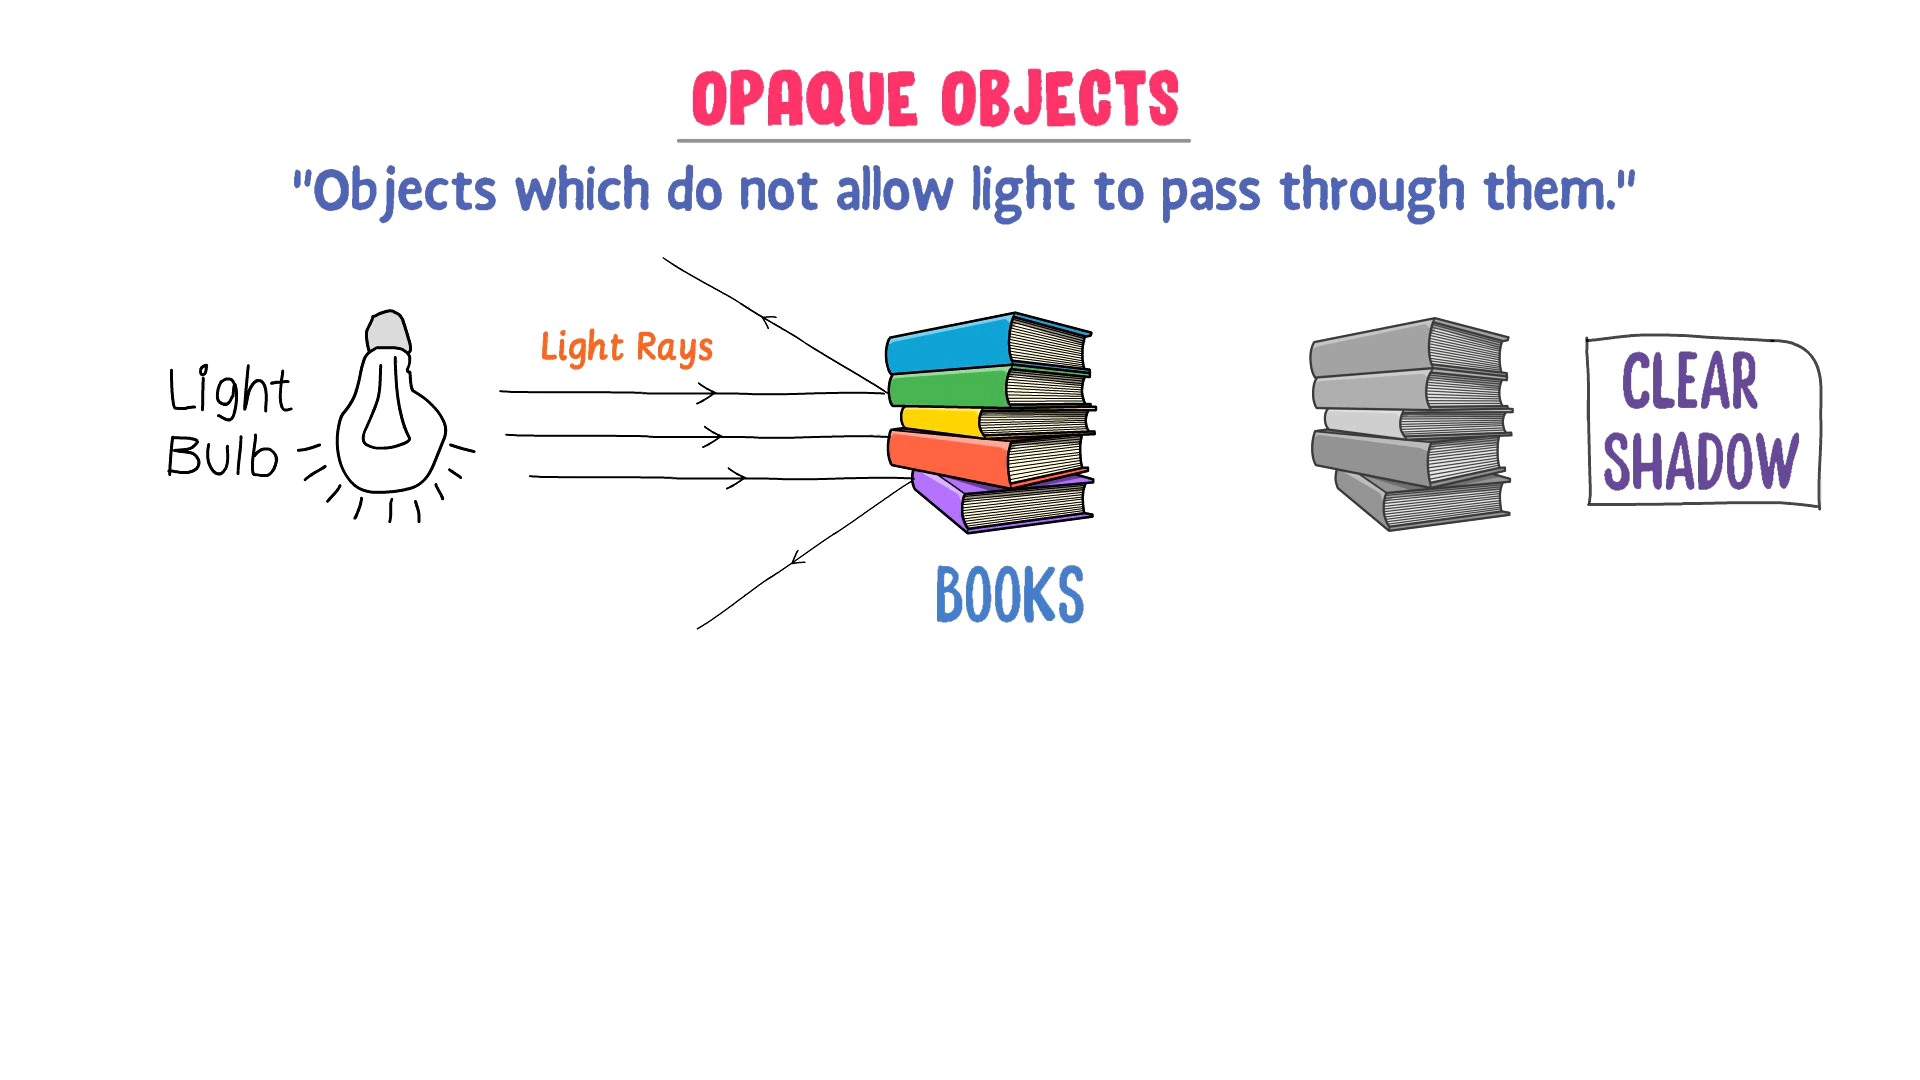 OPAQUE OBJECTS
"Objects which do not allow light to pass through them."
Light Rays
Light
Bulb
CLEAR
SHADOW
BOOKS